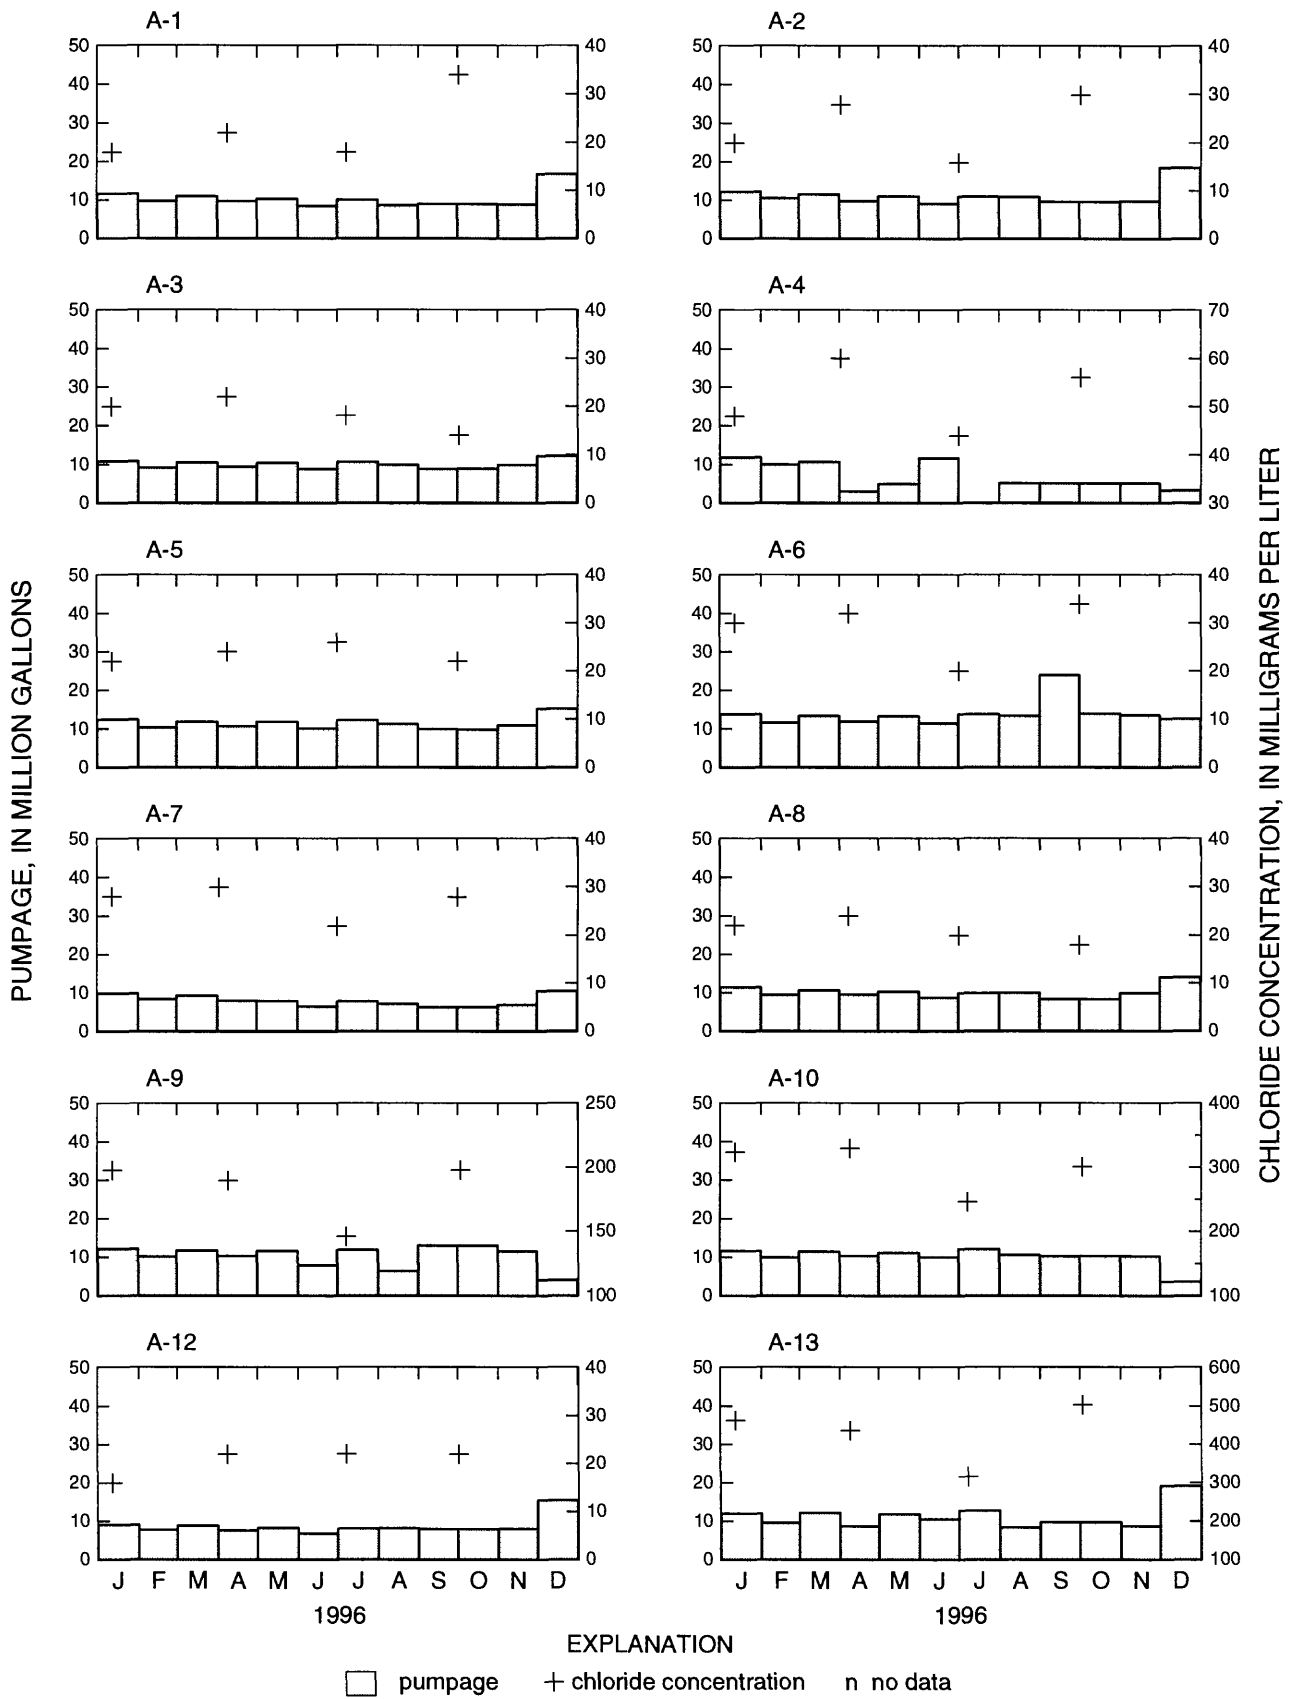 A-1
A-2
50 40 50 40
40 30 40 30
30 30
20 20 20 20
10 10 10 10
0 0 0 0
A-3
A-4
50 40 50 70
40 30 40 60
30 20 30 50
20 20
10 10 10 40
0 0 0 30
A-5
A-6
50 40 50 40
40 30 40 30
30 20 30 20
20 20
10 10 10 10
0 0 0 0
A-7
A-8
50 40 50 40
40 30 40 30
30 20 30 20
20 20
10 10 10 10
0 0 0 0
A-9
A-10
50 250 50 400
40 200 40 300
30 30
20 150 20 200
10 10
0 100 0 100
A-12
A-13
50 40 50 600
40 30 40 500
30 20 30 400
20 20 300
10 10 10 200
0 0 0 100
J F M A M J J A S O N D
J F M A M J J A S O N D
1996
1996
PUMPAGE, IN MILLION GALLONS
CHLORIDE CONCENTRATION, IN MILLIGRAMS PER LITER
EXPLANATION
pumpage + chloride concentration n no data